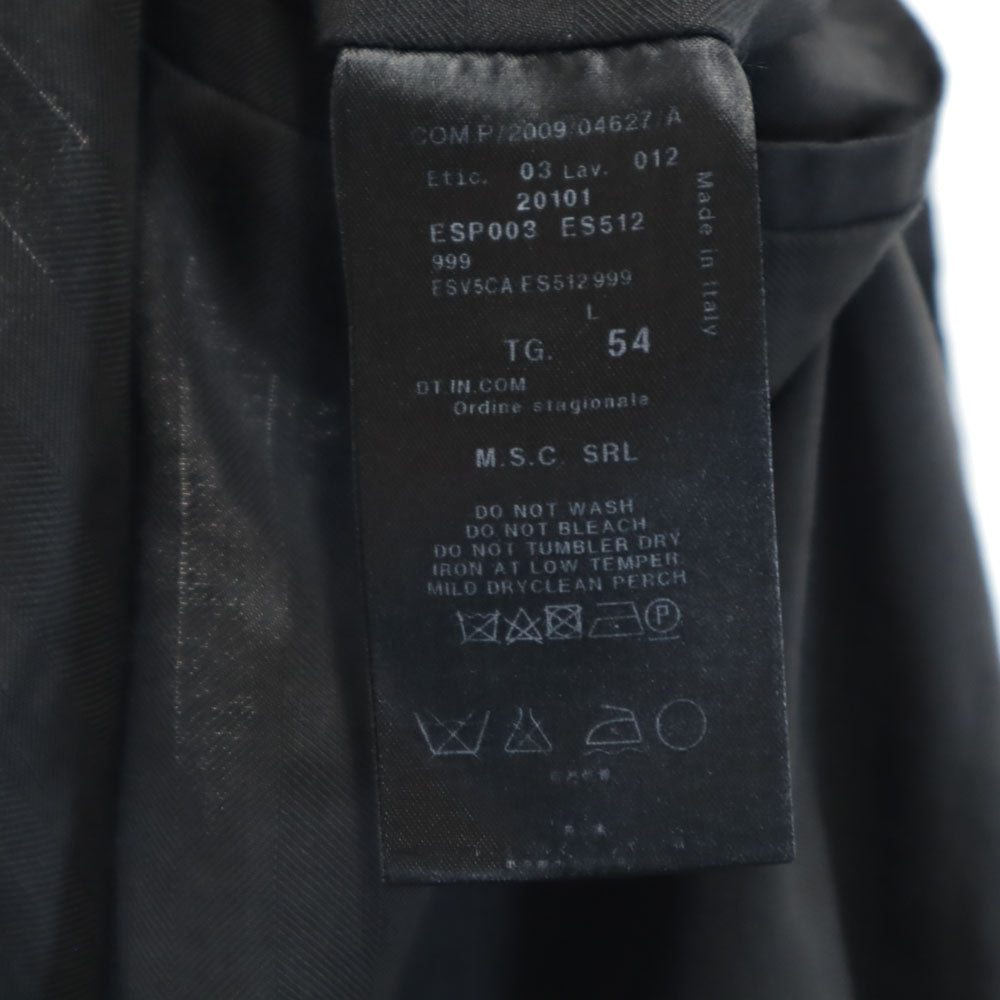 COM.P/2009/04627/A
Etic. 03 Lav. 012
20101
ESP003 ES512
999
ESV5CA ES512 999
L
TG. 54
DT.IN.COM
Ordine stagionale
M.S.C. SRL
DO NOT WASH
DO NOT BLEACH
DO NOT TUMBLER DRY
IRON AT LOW TEMPER
MILD DRYCLEAN PERCH
P
Made in Italy